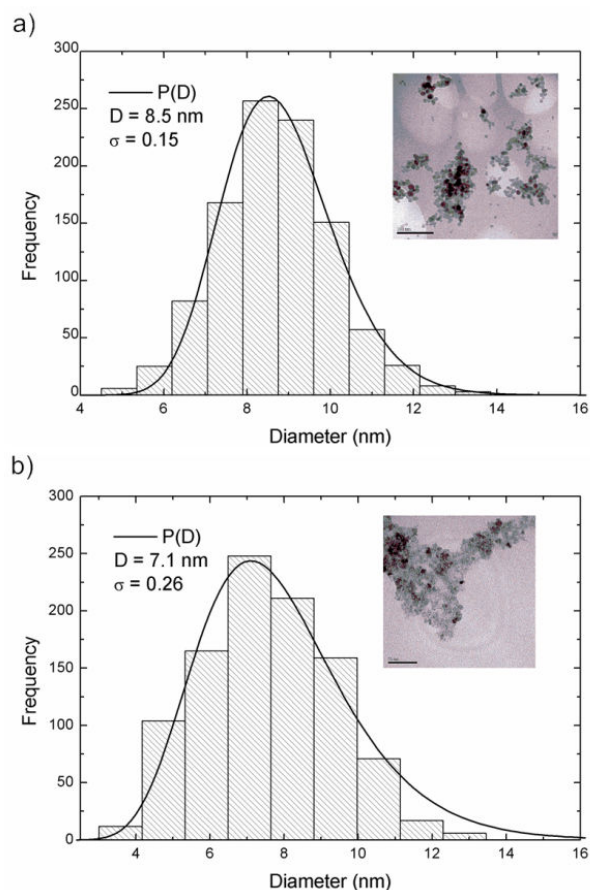 a)
300
250
200
150
100
50
0
P(D)
D = 8.5 nm
σ = 0.15
Frequency
4 6 8 10 12 14 16
Diameter (nm)
b)
300
250
200
150
100
50
0
P(D)
D = 7.1 nm
σ = 0.26
Frequency
4 6 8 10 12 14 16
Diameter (nm)